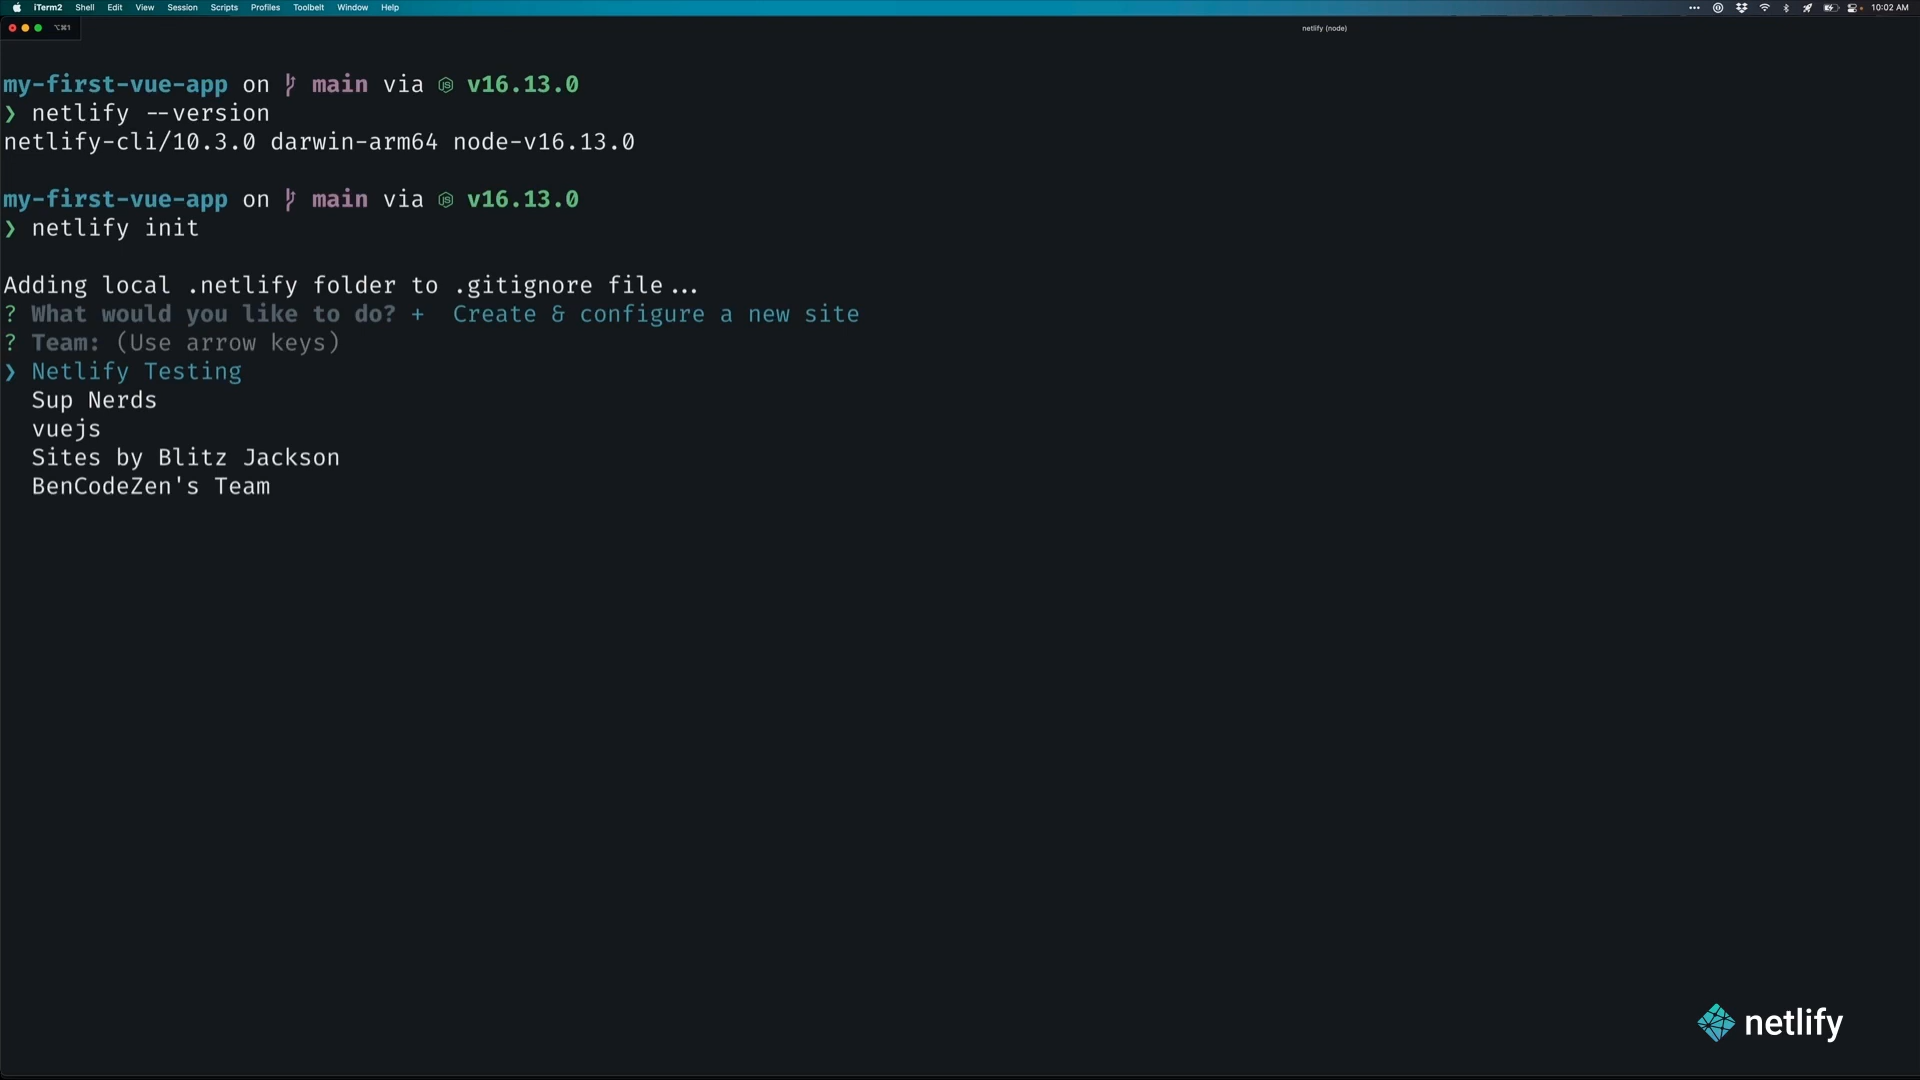 iTerm2 Shell Edit View Session Scripts Profiles Toolbelt Window Help 10:02 AM
⌥⌘1 netlify (node)
my-first-vue-app on main via v16.13.0
❯ netlify --version
netlify-cli/10.3.0 darwin-arm64 node-v16.13.0
my-first-vue-app on main via v16.13.0
❯ netlify init
Adding local .netlify folder to .gitignore file...
? What would you like to do? + Create & configure a new site
? Team: (Use arrow keys)
❯ Netlify Testing
Sup Nerds
vuejs
Sites by Blitz Jackson
BenCodeZen's Team
netlify